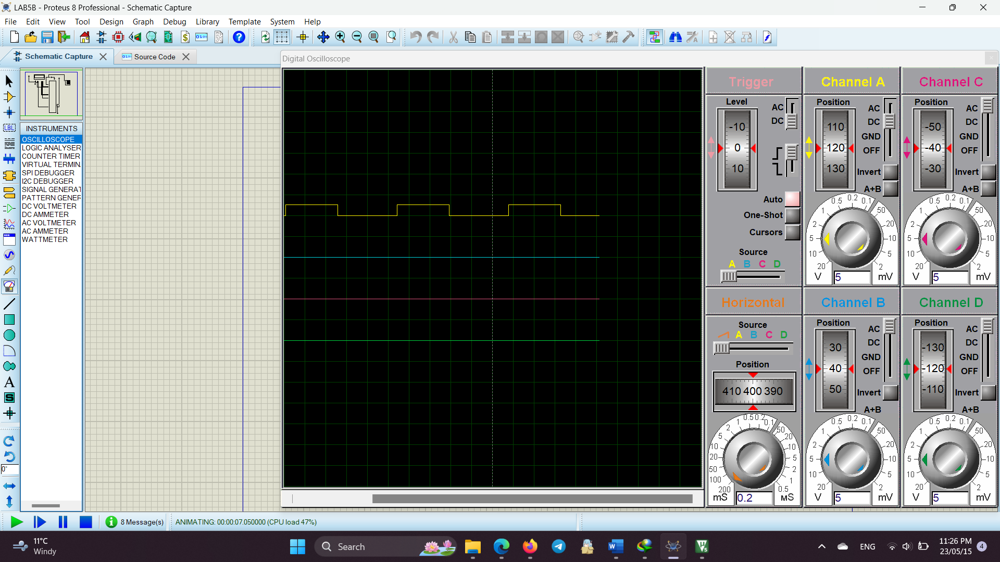 LAB5B - Proteus 8 Professional - Schematic Capture
File Edit View Tool Design Graph Debug Library Template System Help
Schematic Capture
Source Code
Digital Oscilloscope
INSTRUMENTS
OSCILLOSCOPE
LOGIC ANALYSER
COUNTER TIMER
VIRTUAL TERMIN
SPI DEBUGGER
I2C DEBUGGER
SIGNAL GENERAT
PATTERN GENER
DC VOLTMETER
DC AMMETER
AC VOLTMETER
AC AMMETER
WATTMETER
0°
Trigger
Level
AC
DC
-10
0
10
Auto
One-Shot
Cursors
Source
A B C D
Channel A
Position
AC
DC
GND
OFF
110
120
130
Invert
A+B
20 10 5 2 1 0.5 0.2 0.1 50 20 10 5 2
V 5 mV
Channel C
Position
AC
DC
GND
OFF
-50
-40
-30
Invert
A+B
20 10 5 2 1 0.5 0.2 0.1 50 20 10 5 2
V 5 mV
Horizontal
Source
A B C D
Position
410 400 390
200 100 50 20 10 5 2 1 0.5 0.2 0.1 50 20 10 5 2 1 0.5
mS 0.2 мS
Channel B
Position
AC
DC
GND
OFF
30
40
50
Invert
A+B
20 10 5 2 1 0.5 0.2 0.1 50 20 10 5 2
V 5 mV
Channel D
Position
AC
DC
GND
OFF
-130
-120
-110
Invert
A+B
20 10 5 2 1 0.5 0.2 0.1 50 20 10 5 2
V 5 mV
8 Message(s)
ANIMATING: 00:00:07.050000 (CPU load 47%)
11°C
Windy
Search
ENG
11:26 PM
23/05/15
4